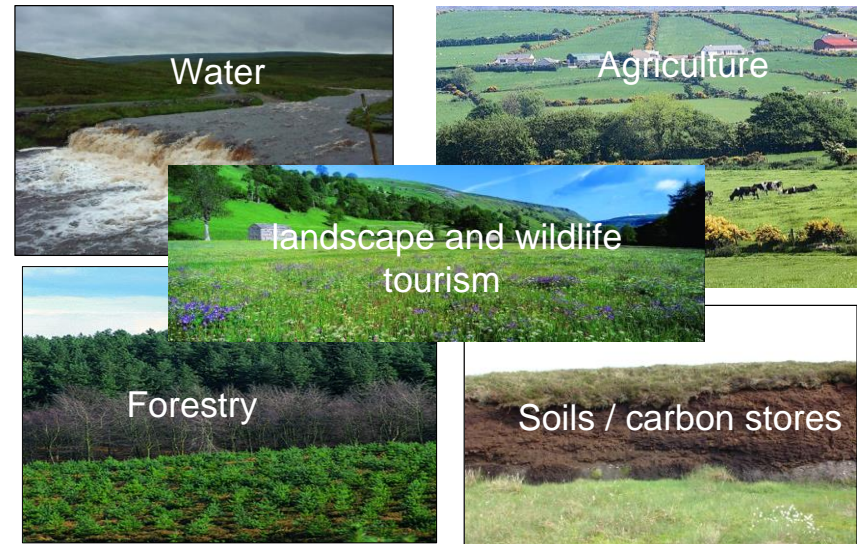 Water
Agriculture
landscape and wildlife
tourism
Forestry
Soils / carbon stores